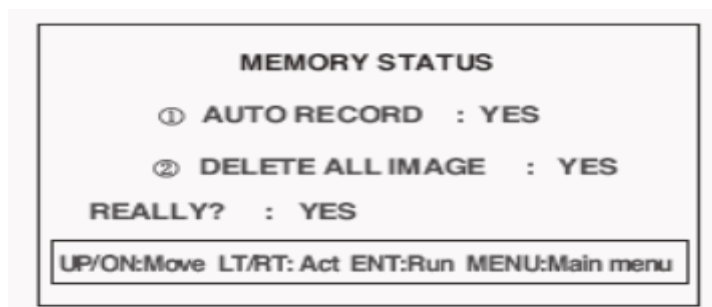 MEMORY STATUS
① AUTO RECORD : YES
② DELETE ALL IMAGE : YES
REALLY? : YES
UP/ON:Move LT/RT: Act ENT:Run MENU:Main menu